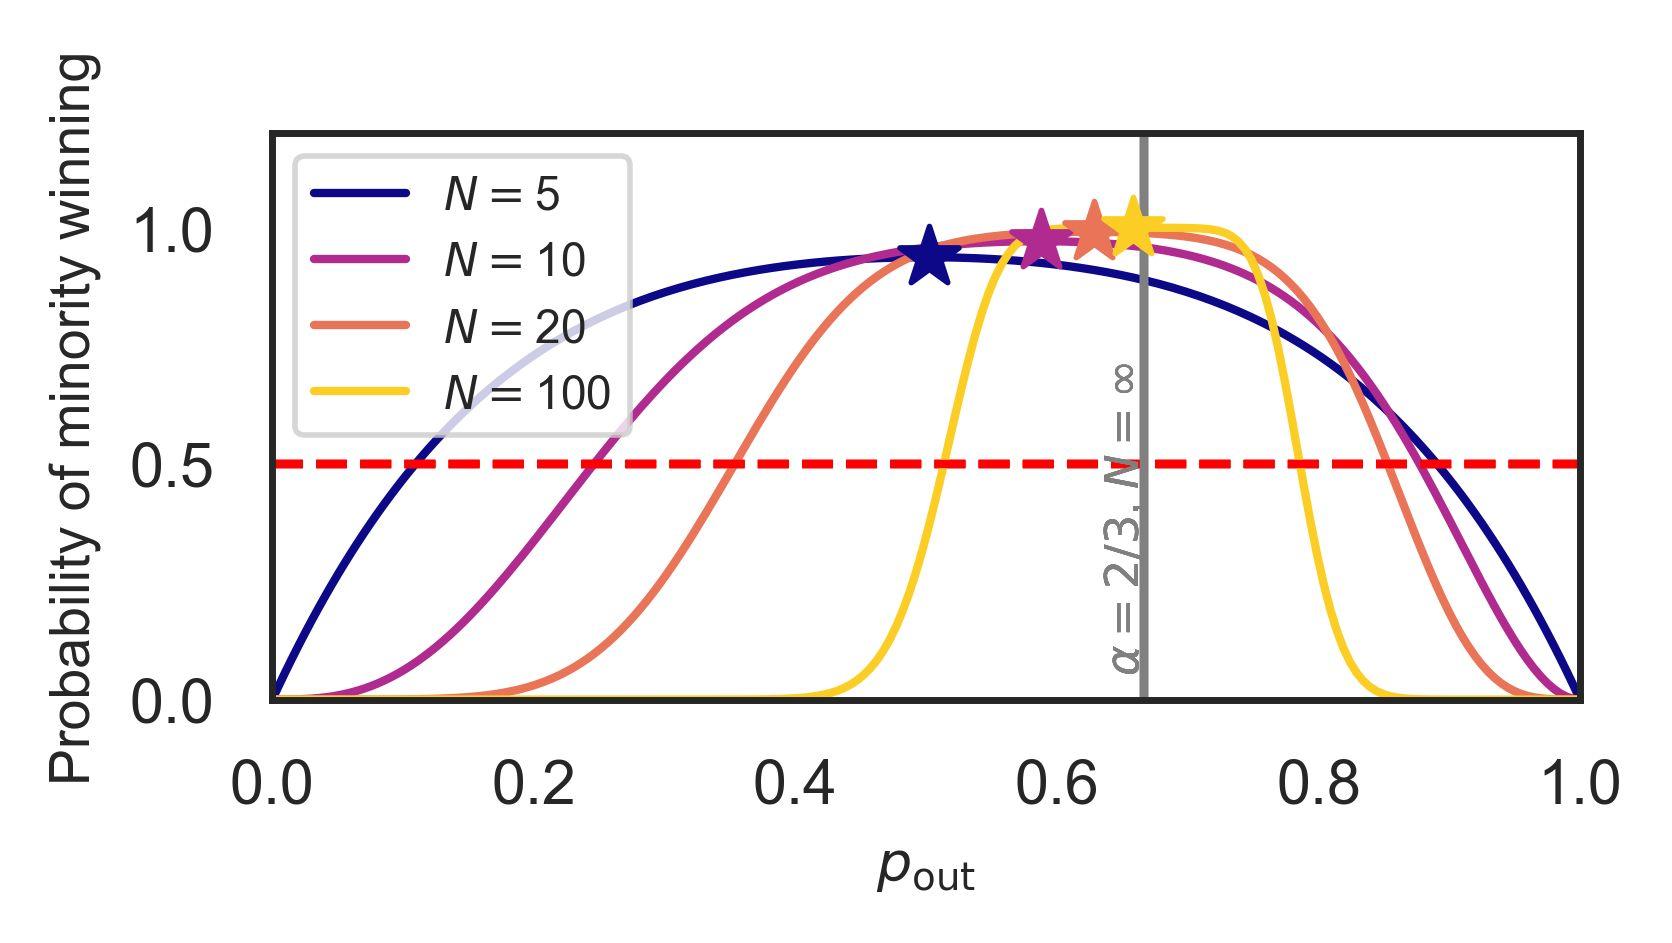 Probability of minority winning
1.0
0.5
0.0
N = 5
N = 10
N = 20
N = 100
α = 2/3, N = ∞
0.0 0.2 0.4 0.6 0.8 1.0
p_out